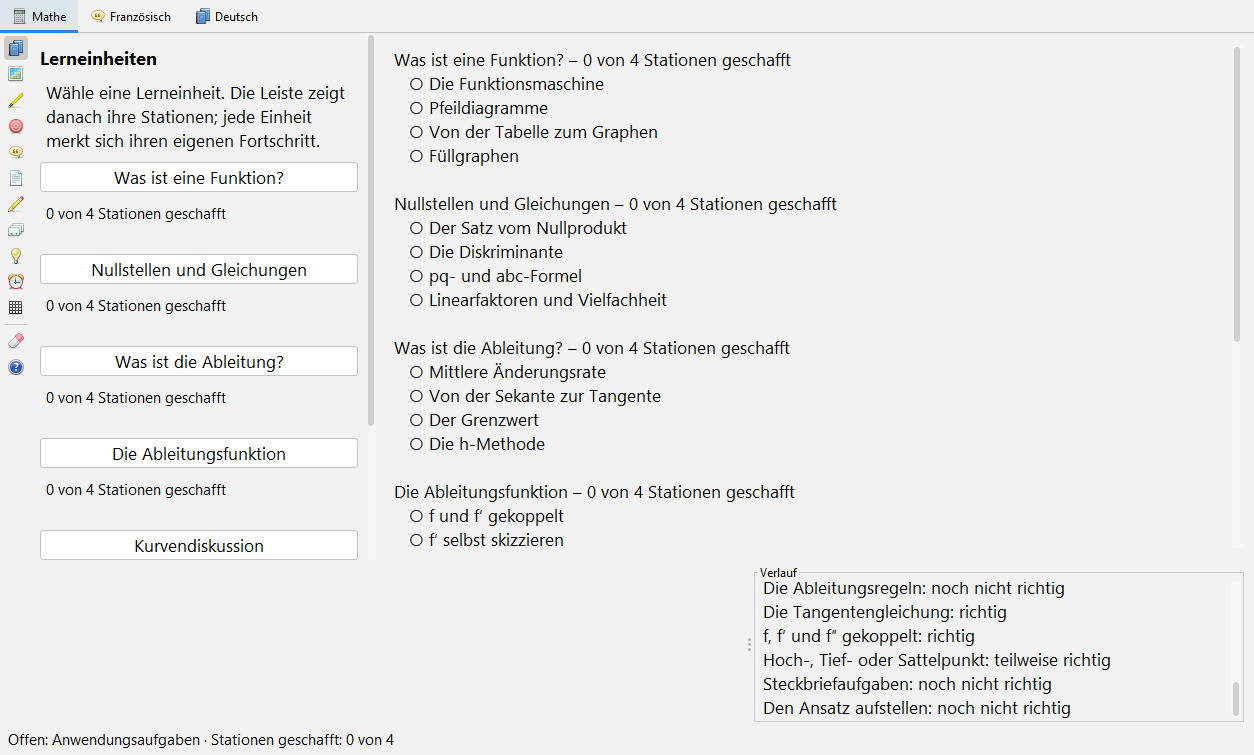 Mathe
Französisch
Deutsch
Lerneinheiten
Wähle eine Lerneinheit. Die Leiste zeigt
danach ihre Stationen; jede Einheit
merkt sich ihren eigenen Fortschritt.
Was ist eine Funktion?
0 von 4 Stationen geschafft
Nullstellen und Gleichungen
0 von 4 Stationen geschafft
Was ist die Ableitung?
0 von 4 Stationen geschafft
Die Ableitungsfunktion
0 von 4 Stationen geschafft
Kurvendiskussion
Was ist eine Funktion? – 0 von 4 Stationen geschafft
○ Die Funktionsmaschine
○ Pfeildiagramme
○ Von der Tabelle zum Graphen
○ Füllgraphen
Nullstellen und Gleichungen – 0 von 4 Stationen geschafft
○ Der Satz vom Nullprodukt
○ Die Diskriminante
○ pq- und abc-Formel
○ Linearfaktoren und Vielfachheit
Was ist die Ableitung? – 0 von 4 Stationen geschafft
○ Mittlere Änderungsrate
○ Von der Sekante zur Tangente
○ Der Grenzwert
○ Die h-Methode
Die Ableitungsfunktion – 0 von 4 Stationen geschafft
○ f und f′ gekoppelt
○ f′ selbst skizzieren
Verlauf
Die Ableitungsregeln: noch nicht richtig
Die Tangentengleichung: richtig
f, f′ und f″ gekoppelt: richtig
Hoch-, Tief- oder Sattelpunkt: teilweise richtig
Steckbriefaufgaben: noch nicht richtig
Den Ansatz aufstellen: noch nicht richtig
Offen: Anwendungsaufgaben · Stationen geschafft: 0 von 4